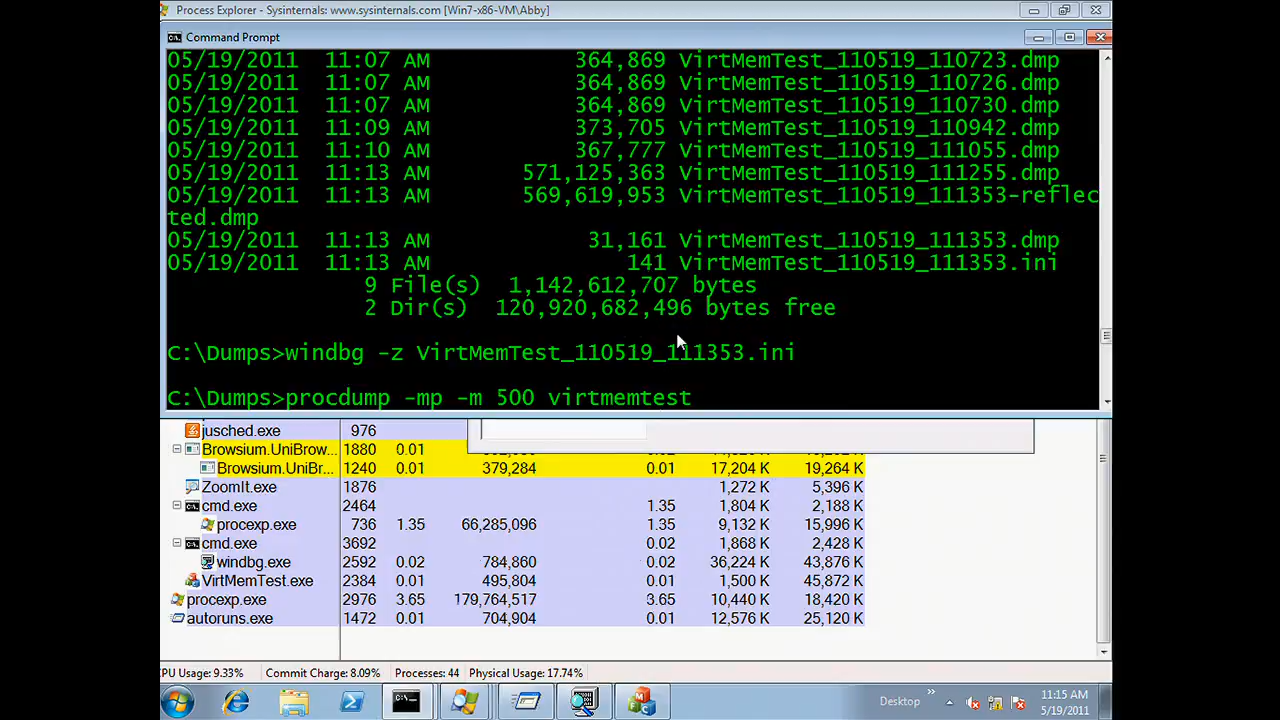 Process Explorer - Sysinternals: www.sysinternals.com [Win7-x86-VM\Abby]
Command Prompt
05/19/2011  11:07 AM           364,869 VirtMemTest_110519_110723.dmp
05/19/2011  11:07 AM           364,869 VirtMemTest_110519_110726.dmp
05/19/2011  11:07 AM           364,869 VirtMemTest_110519_110730.dmp
05/19/2011  11:09 AM           373,705 VirtMemTest_110519_110942.dmp
05/19/2011  11:10 AM           367,777 VirtMemTest_110519_111055.dmp
05/19/2011  11:13 AM       571,125,363 VirtMemTest_110519_111255.dmp
05/19/2011  11:13 AM       569,619,953 VirtMemTest_110519_111353-reflec
ted.dmp
05/19/2011  11:13 AM            31,161 VirtMemTest_110519_111353.dmp
05/19/2011  11:13 AM               141 VirtMemTest_110519_111353.ini
9 File(s)  1,142,612,707 bytes
2 Dir(s)  120,920,682,496 bytes free
C:\Dumps>windbg -z VirtMemTest_110519_111353.ini
C:\Dumps>procdump -mp -m 500 virtmemtest
jusched.exe 976
Browsium.UniBrow... 1880 0.01
Browsium.UniBr... 1240 0.01 379,284 0.01 17,204 K 19,264 K
ZoomIt.exe 1876 1,272 K 5,396 K
cmd.exe 2464 1.35 1,804 K 2,188 K
procexp.exe 736 1.35 66,285,096 1.35 9,132 K 15,996 K
cmd.exe 3692 0.02 1,868 K 2,428 K
windbg.exe 2592 0.02 784,860 0.02 36,224 K 43,876 K
VirtMemTest.exe 2384 0.01 495,804 0.01 1,500 K 45,872 K
procexp.exe 2976 3.65 179,764,517 3.65 10,440 K 18,420 K
autoruns.exe 1472 0.01 704,904 0.01 12,576 K 25,120 K
PU Usage: 9.33% Commit Charge: 8.09% Processes: 44 Physical Usage: 17.74%
Desktop
11:15 AM
5/19/2011